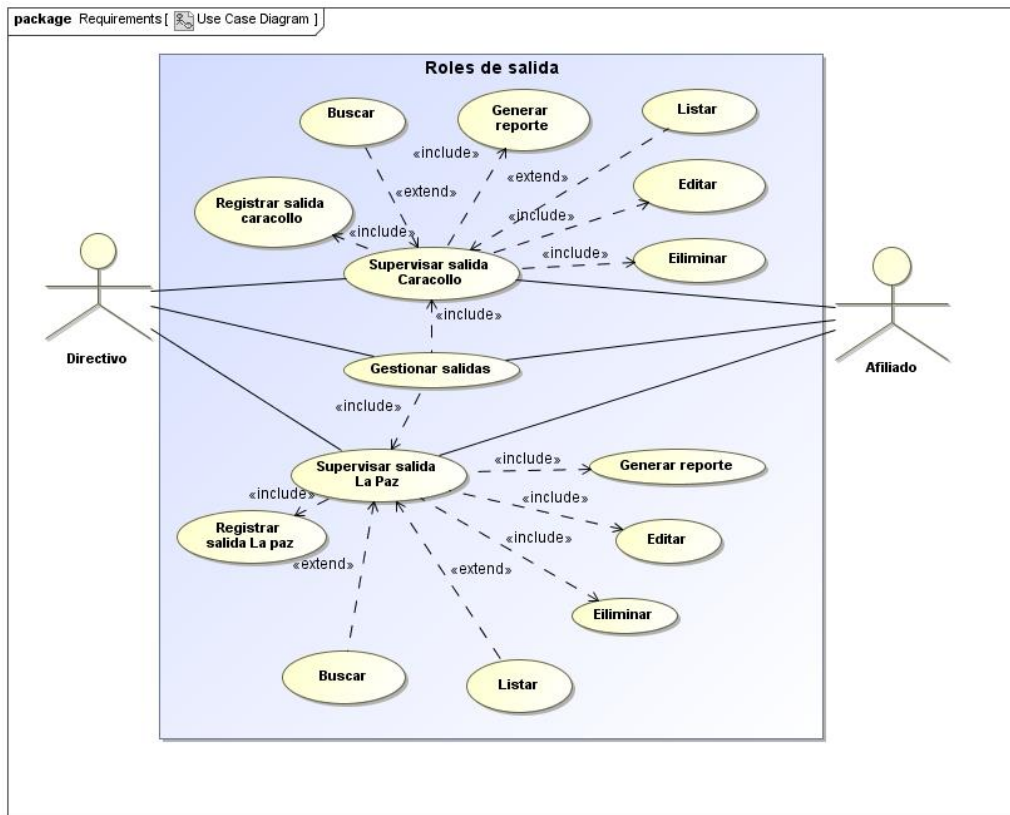 package Requirements [ Use Case Diagram ]
Roles de salida
Buscar
Generar
reporte
Listar
«include»
«extend»
«extend»
Editar
Registrar salida
caracollo
«include»
«include»
«include»
Eiliminar
Supervisar salida
Caracollo
«include»
Directivo
Afiliado
Gestionar salidas
«include»
Supervisar salida
La Paz
«include»
Generar reporte
«include»
«include»
Registrar
salida La paz
«include»
Editar
«extend»
«extend»
Eiliminar
Buscar
Listar